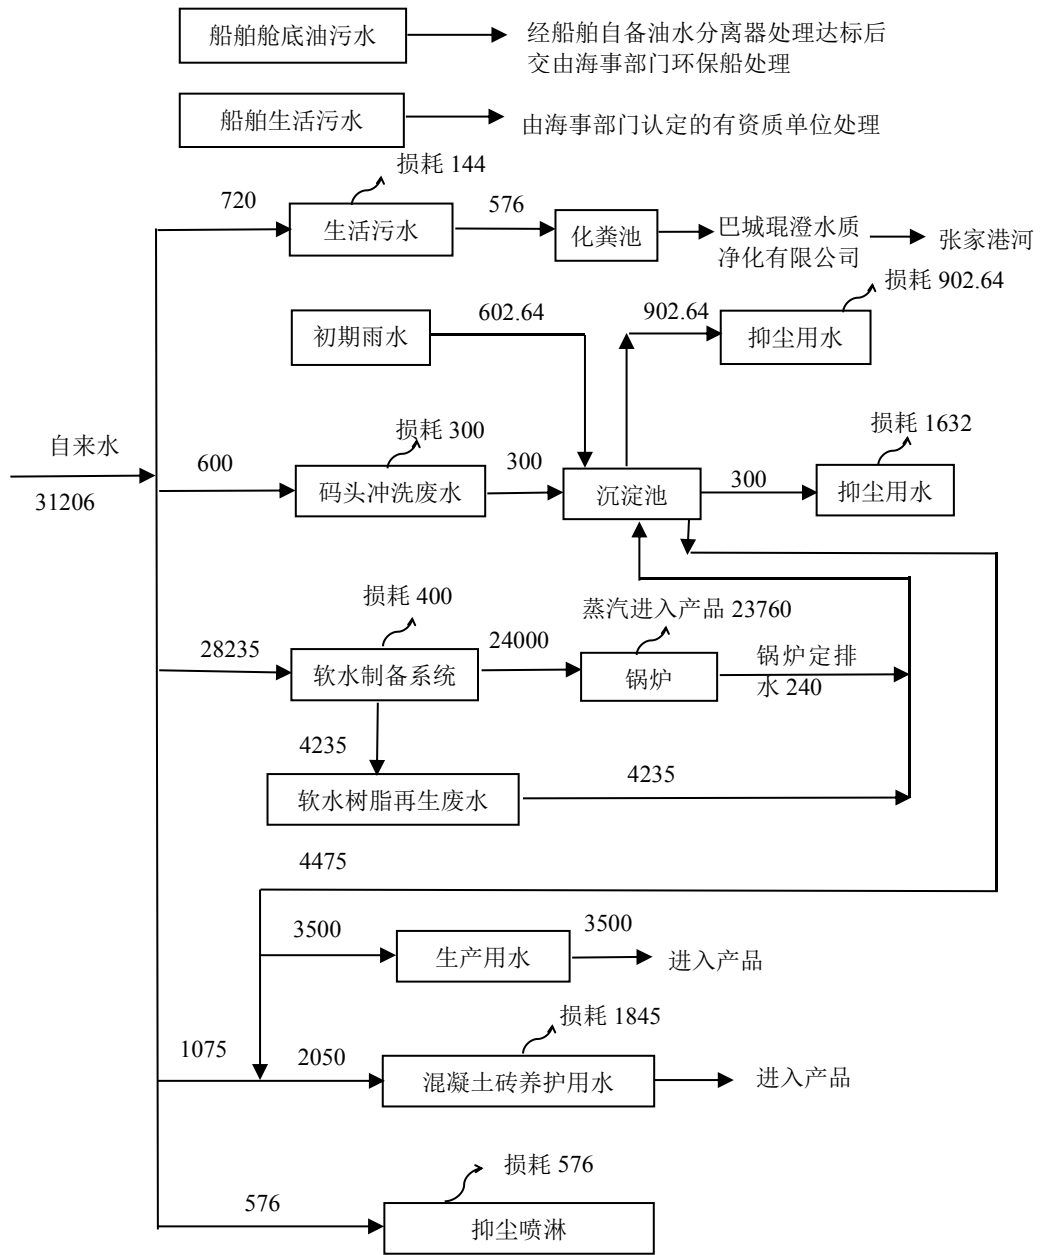 船舶舱底油污水
经船舶自备油水分离器处理达标后
交由海事部门环保船处理
船舶生活污水
由海事部门认定的有资质单位处理
损耗 144
720
生活污水
576
化粪池
巴城琨澄水质
净化有限公司
张家港河
损耗 902.64
初期雨水
602.64
902.64
抑尘用水
自来水
31206
损耗 300
600
码头冲洗废水
300
沉淀池
300
损耗 1632
抑尘用水
损耗 400
28235
软水制备系统
24000
蒸汽进入产品 23760
锅炉
锅炉定排
水 240
4235
软水树脂再生废水
4235
4475
3500
生产用水
3500
进入产品
损耗 1845
1075
2050
混凝土砖养护用水
进入产品
损耗 576
576
抑尘喷淋